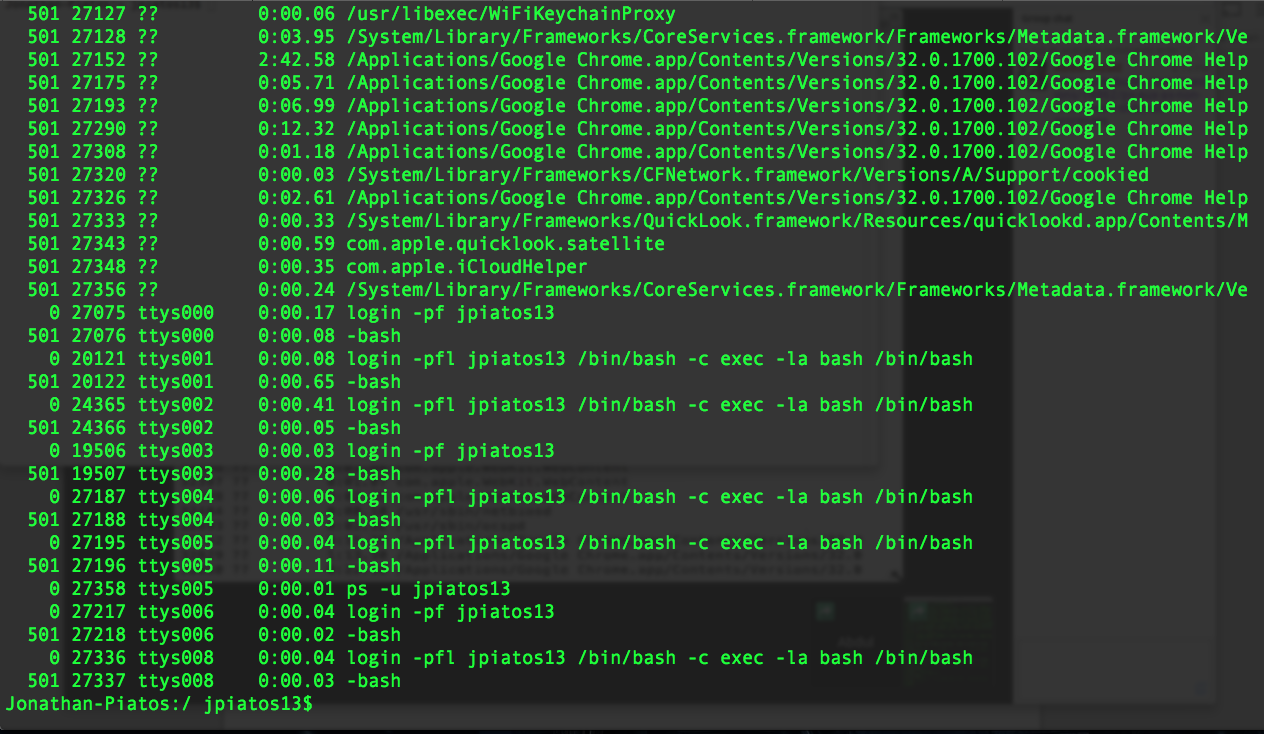 501 27127 ?? 0:00.06 /usr/libexec/WiFiKeychainProxy
501 27128 ?? 0:03.95 /System/Library/Frameworks/CoreServices.framework/Frameworks/Metadata.framework/Ve
501 27152 ?? 2:42.58 /Applications/Google Chrome.app/Contents/Versions/32.0.1700.102/Google Chrome Help
501 27175 ?? 0:05.71 /Applications/Google Chrome.app/Contents/Versions/32.0.1700.102/Google Chrome Help
501 27193 ?? 0:06.99 /Applications/Google Chrome.app/Contents/Versions/32.0.1700.102/Google Chrome Help
501 27290 ?? 0:12.32 /Applications/Google Chrome.app/Contents/Versions/32.0.1700.102/Google Chrome Help
501 27308 ?? 0:01.18 /Applications/Google Chrome.app/Contents/Versions/32.0.1700.102/Google Chrome Help
501 27320 ?? 0:00.03 /System/Library/Frameworks/CFNetwork.framework/Versions/A/Support/cookied
501 27326 ?? 0:02.61 /Applications/Google Chrome.app/Contents/Versions/32.0.1700.102/Google Chrome Help
501 27333 ?? 0:00.33 /System/Library/Frameworks/QuickLook.framework/Resources/quicklookd.app/Contents/M
501 27343 ?? 0:00.59 com.apple.quicklook.satellite
501 27348 ?? 0:00.35 com.apple.iCloudHelper
501 27356 ?? 0:00.24 /System/Library/Frameworks/CoreServices.framework/Frameworks/Metadata.framework/Ve
0 27075 ttys000 0:00.17 login -pf jpiatos13
501 27076 ttys000 0:00.08 -bash
0 20121 ttys001 0:00.08 login -pfl jpiatos13 /bin/bash -c exec -la bash /bin/bash
501 20122 ttys001 0:00.65 -bash
0 24365 ttys002 0:00.41 login -pfl jpiatos13 /bin/bash -c exec -la bash /bin/bash
501 24366 ttys002 0:00.05 -bash
0 19506 ttys003 0:00.03 login -pf jpiatos13
501 19507 ttys003 0:00.28 -bash
0 27187 ttys004 0:00.06 login -pfl jpiatos13 /bin/bash -c exec -la bash /bin/bash
501 27188 ttys004 0:00.03 -bash
0 27195 ttys005 0:00.04 login -pfl jpiatos13 /bin/bash -c exec -la bash /bin/bash
501 27196 ttys005 0:00.11 -bash
0 27358 ttys005 0:00.01 ps -u jpiatos13
0 27217 ttys006 0:00.04 login -pf jpiatos13
501 27218 ttys006 0:00.02 -bash
0 27336 ttys008 0:00.04 login -pfl jpiatos13 /bin/bash -c exec -la bash /bin/bash
501 27337 ttys008 0:00.03 -bash
Jonathan-Piatos:/ jpiatos13$